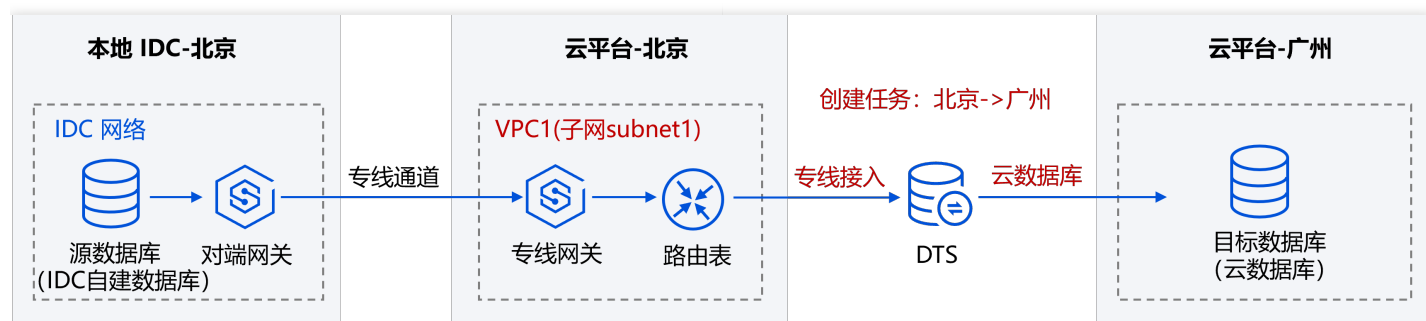 本地 IDC-北京
云平台-北京
云平台-广州
创建任务：北京->广州
IDC 网络
VPC1(子网subnet1)
专线通道
专线接入
云数据库
源数据库
(IDC自建数据库)
对端网关
专线网关
路由表
DTS
目标数据库
(云数据库)